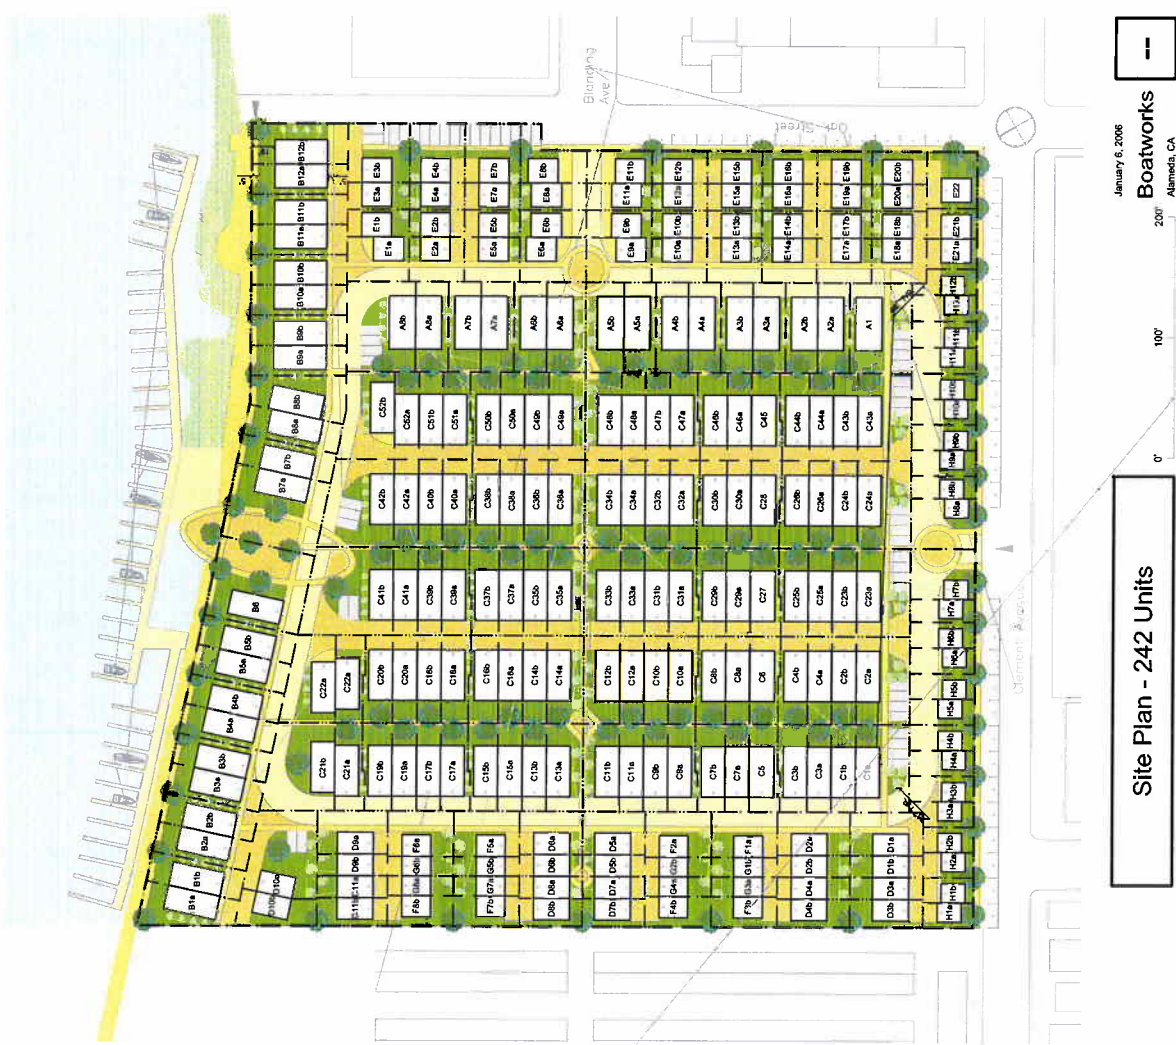 Site Plan - 242 Units
January 6, 2006
Boatworks
Alameda, CA
--
0'
100'
200'
Blanding
Ave
Oak Street
Clement Avenue
B1a
B1b
B2a
B2b
B3a
B3b
B4a
B4b
B5a
B5b
B6
B7a
B7b
B8a
B8b
B9a
B9b
B10a
B10b
B11a
B11b
B12a
B12b
E1a
E1b
E3a
E3b
E2a
E2b
E4a
E4b
E5a
E5b
E7a
E7b
E6a
E6b
E8a
E8b
E9a
E9b
E11a
E11b
E10a
E10b
E12a
E12b
E13a
E13b
E15a
E15b
E14a
E14b
E16a
E16b
E17a
E17b
E19a
E19b
E18a
E18b
E20a
E20b
E21a
E21b
E22
A8b
A8a
A7b
A7a
A6b
A6a
A5b
A5a
A4b
A4a
A3b
A3a
A2b
A2a
A1
C52b
C52a
C51b
C51a
C50b
C50a
C49b
C49a
C48b
C48a
C47b
C47a
C46b
C46a
C45
C44b
C44a
C43b
C43a
C42b
C42a
C40b
C40a
C38b
C38a
C36b
C36a
C34b
C34a
C32b
C32a
C30b
C30a
C28
C26b
C26a
C24b
C24a
C41b
C41a
C39b
C39a
C37b
C37a
C35b
C35a
C33b
C33a
C31b
C31a
C29b
C29a
C27
C25b
C25a
C23b
C23a
C22a
C22a
C20b
C20a
C18b
C18a
C16b
C16a
C14b
C14a
C12b
C12a
C10b
C10a
C8b
C8a
C6
C4b
C4a
C2b
C2a
C21b
C21a
C19b
C19a
C17b
C17a
C15b
C15a
C13b
C13a
C11b
C11a
C9b
C9a
C7b
C7a
C5
C3b
C3a
C1b
C1a
D10b
D10a
C11b
C11a
D9b
D9a
F8b
G8a
G6b
F6a
F7b
G7a
G5b
F5a
D8b
D8a
D6b
D6a
D7b
D7a
D5b
D5a
F4b
G4a
G2b
F2a
F3b
G3a
G1b
F1a
D4b
D4a
D2b
D2a
D3b
D3a
D1b
D1a
H1a
H1b
H2a
H2b
H3a
H3b
H4a
H4b
H5a
H5b
H6a
H6b
H7a
H7b
H8a
H8b
H9a
H9b
H10a
H10b
H11a
H11b
H12a
H12b